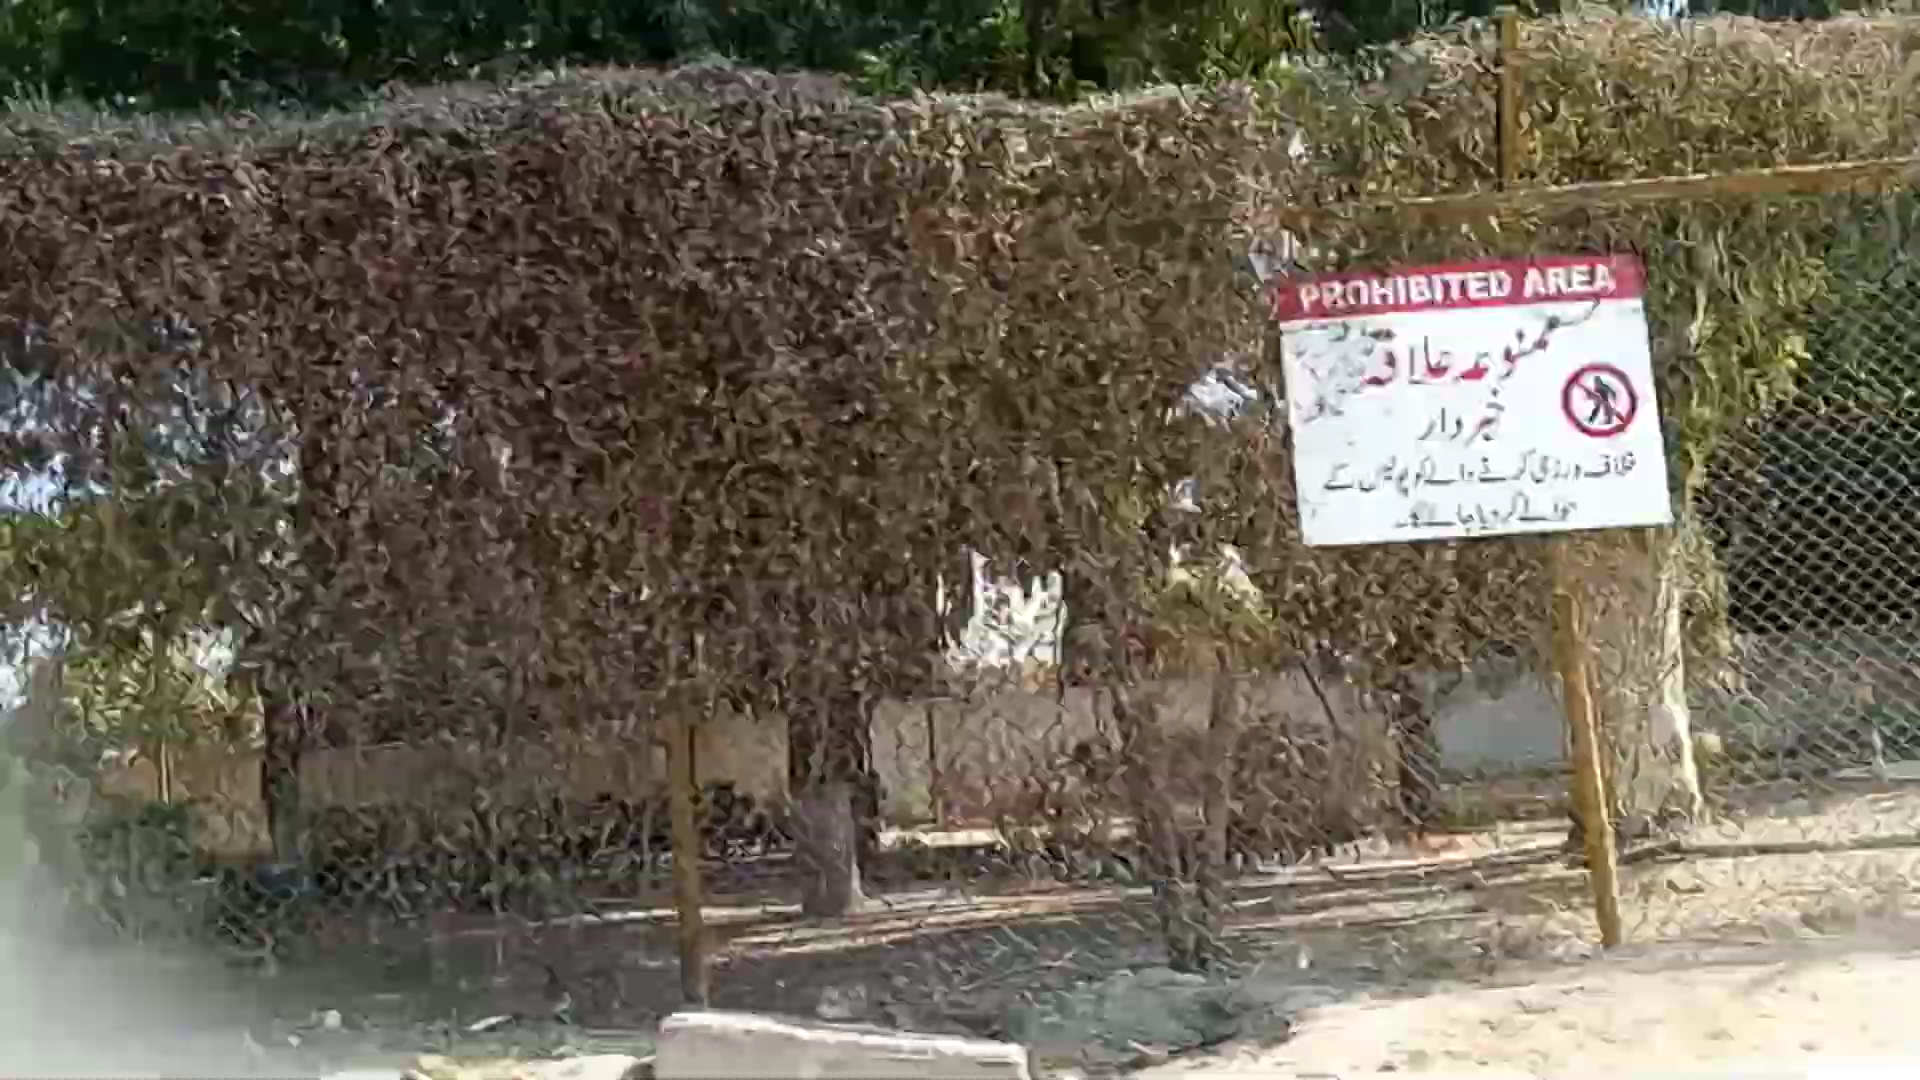 PROHIBITED AREA
ممنوعہ علاقہ
خبردار
خلاف ورزی کرنے والے کو پولیس کے
حوالے کر دیا جائے گا۔